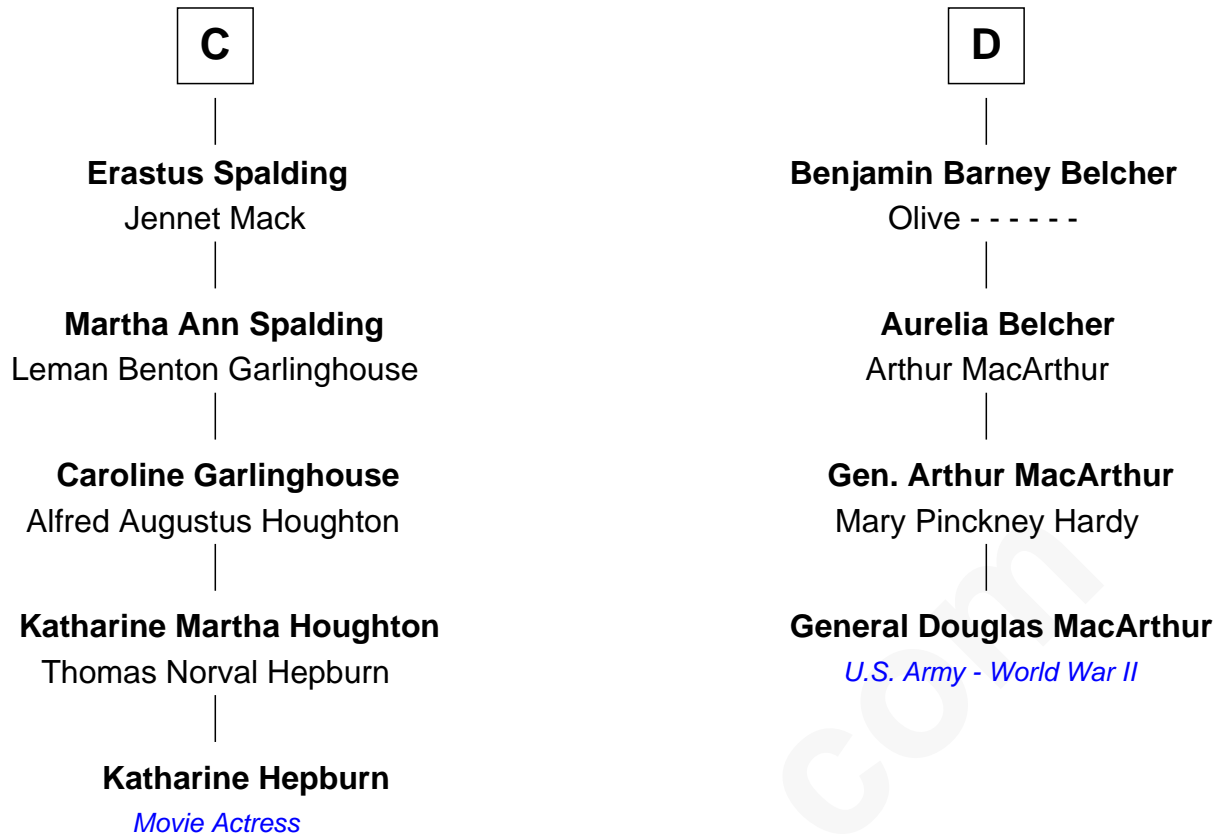 C
Erastus Spalding
Jennet Mack
Martha Ann Spalding
Leman Benton Garlinghouse
Caroline Garlinghouse
Alfred Augustus Houghton
Katharine Martha Houghton
Thomas Norval Hepburn
Katharine Hepburn
Movie Actress
D
Benjamin Barney Belcher
Olive - - - - - -
Aurelia Belcher
Arthur MacArthur
Gen. Arthur MacArthur
Mary Pinckney Hardy
General Douglas MacArthur
U.S. Army - World War II
com